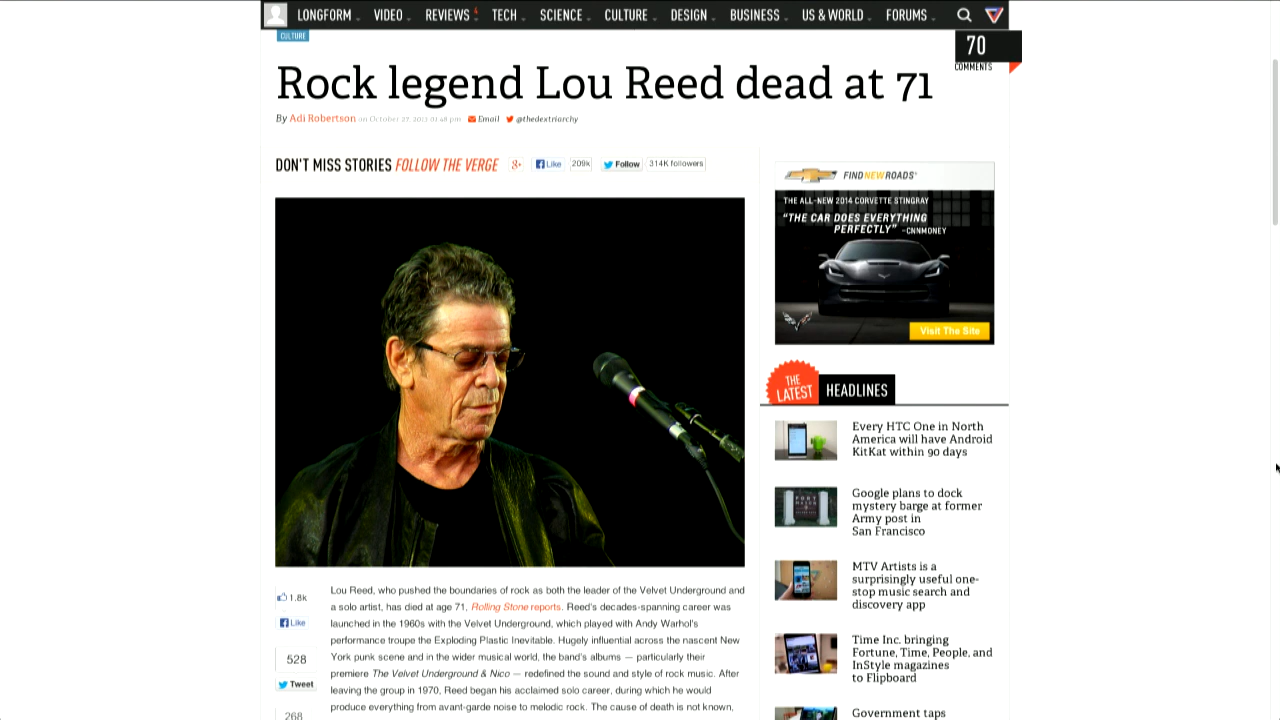 LONGFORM VIDEO REVIEWS 4 TECH SCIENCE CULTURE DESIGN BUSINESS US & WORLD FORUMS
CULTURE
70
COMMENTS
Rock legend Lou Reed dead at 71
By Adi Robertson on October 27, 2013 01:48 pm Email @thedextriarchy
DON'T MISS STORIES FOLLOW THE VERGE
Like 209k Follow 314K followers
FINDNEWROADS
THE ALL-NEW 2014 CORVETTE STINGRAY
"THE CAR DOES EVERYTHING
PERFECTLY" –CNNMONEY
Visit The Site
THE
LATEST
HEADLINES
Every HTC One in North
America will have Android
KitKat within 90 days
Google plans to dock
mystery barge at former
Army post in
San Francisco
MTV Artists is a
surprisingly useful one-
stop music search and
discovery app
Time Inc. bringing
Fortune, Time, People, and
InStyle magazines
to Flipboard
Government taps
1.8k
Like
528
Tweet
268
Lou Reed, who pushed the boundaries of rock as both the leader of the Velvet Underground and
a solo artist, has died at age 71, Rolling Stone reports. Reed's decades-spanning career was
launched in the 1960s with the Velvet Underground, which played with Andy Warhol's
performance troupe the Exploding Plastic Inevitable. Hugely influential across the nascent New
York punk scene and in the wider musical world, the band's albums — particularly their
premiere The Velvet Underground & Nico — redefined the sound and style of rock music. After
leaving the group in 1970, Reed began his acclaimed solo career, during which he would
produce everything from avant-garde noise to melodic rock. The cause of death is not known,